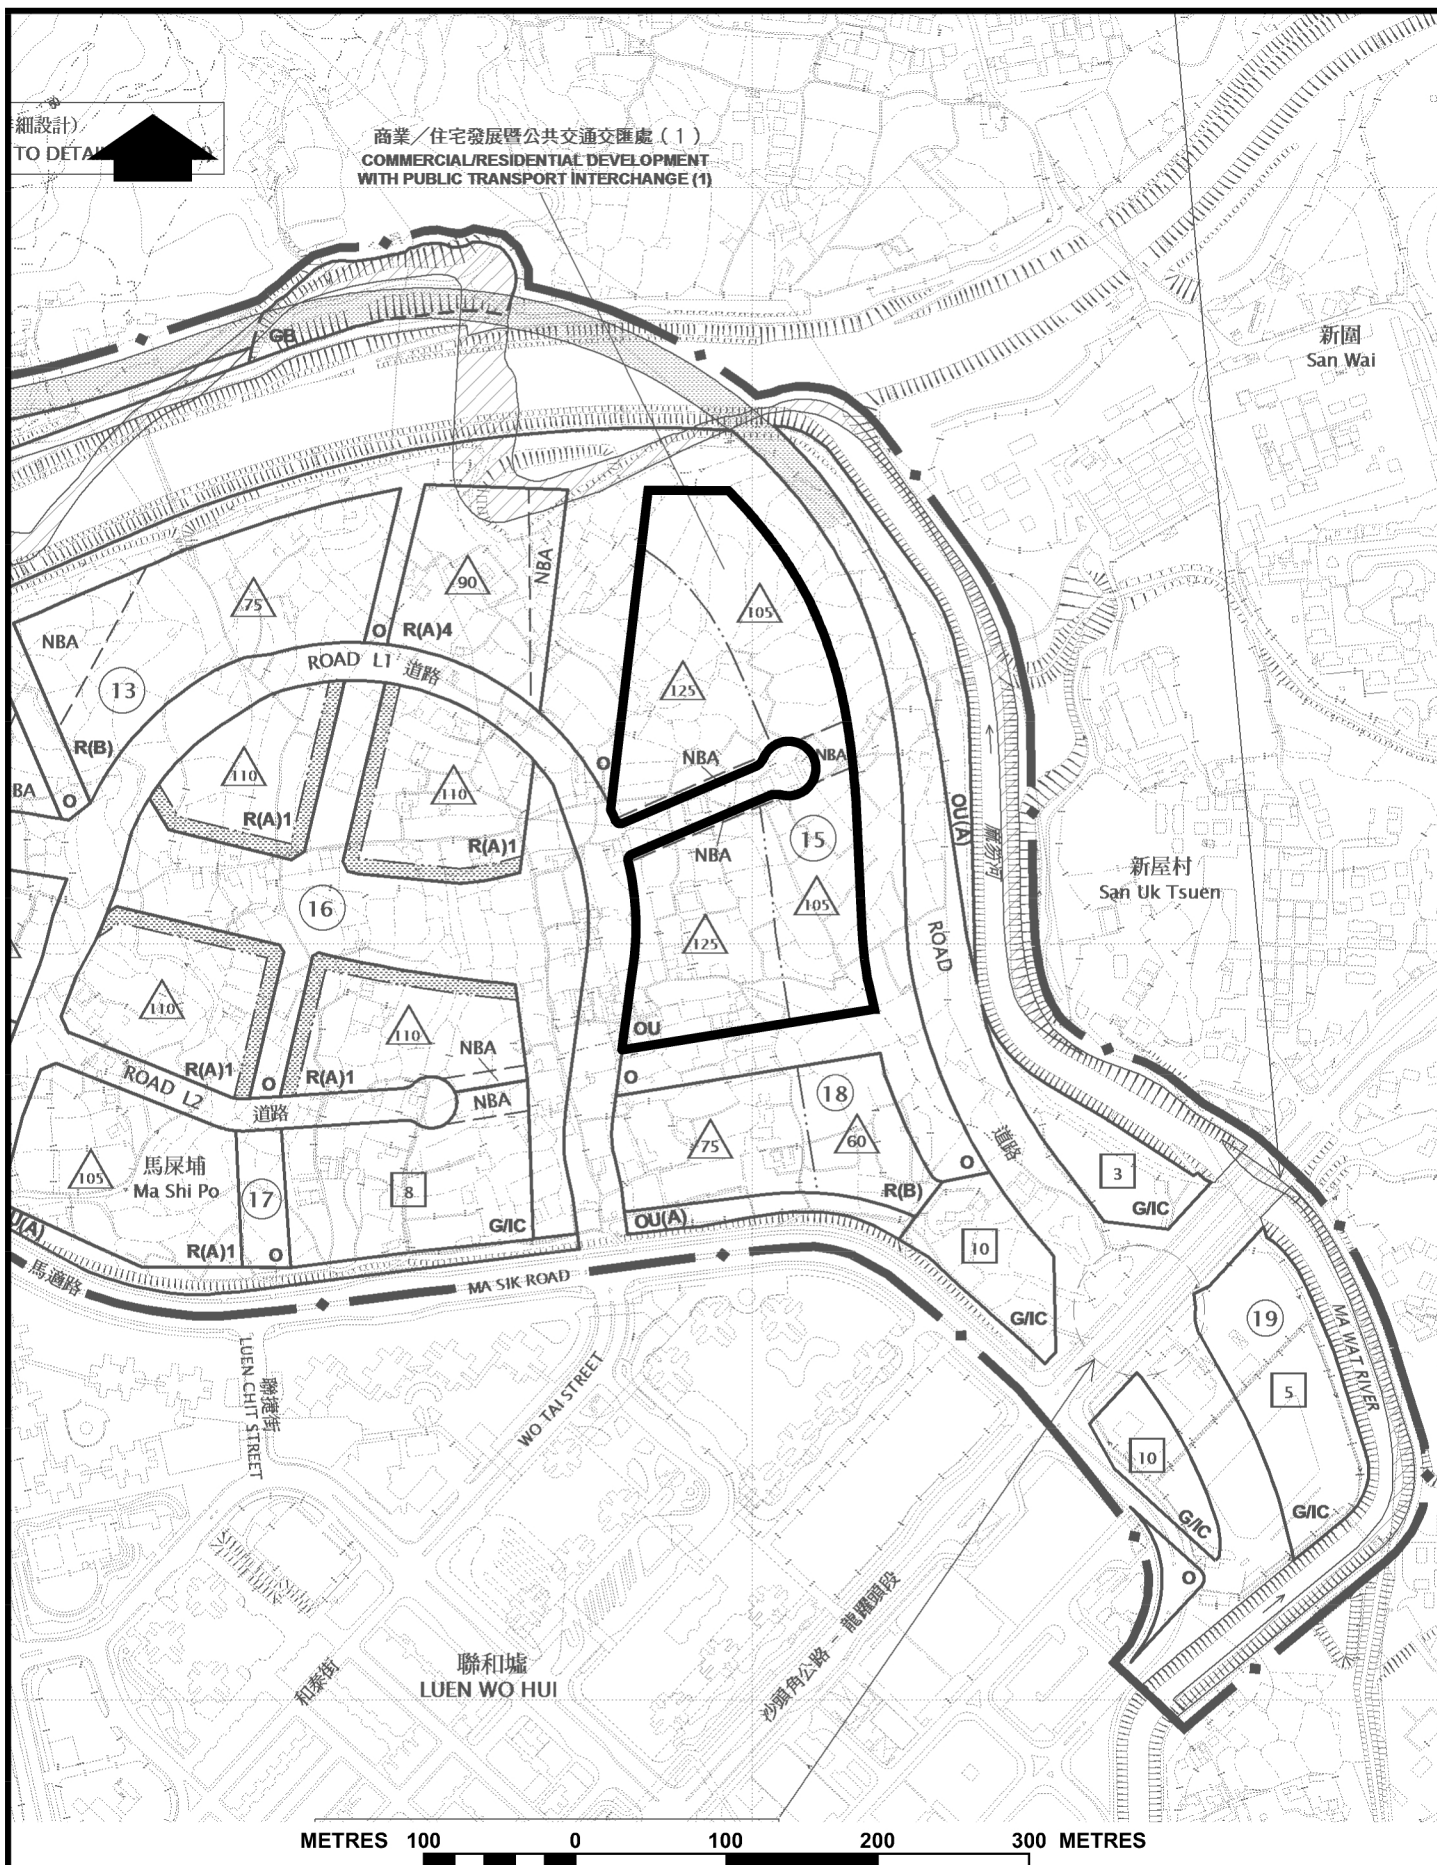 細設計)
TO DETAI
商業／住宅發展暨公共交通交匯處（1）
COMMERCIAL/RESIDENTIAL DEVELOPMENT
WITH PUBLIC TRANSPORT INTERCHANGE (1)
GB
新圍
San Wai
NBA
90
75
105
NBA
R(A)4
O
ROAD L1 道路
13
125
R(B)
NBA
NBA
O
BA
O
110
110
R(A)1
R(A)1
OU(A)
麻笏河
15
NBA
新屋村
San Uk Tsuen
105
16
125
ROAD
110
110
OU
NBA
R(A)1
R(A)1
O
ROAD L2
道路
NBA
O
18
道路
75
60
馬屎埔
Ma Shi Po
105
17
8
3
O
R(B)
G/IC
U(A)
G/IC
OU(A)
R(A)1
O
10
馬適路
MA SIK ROAD
G/IC
19
MA WAT RIVER
LUEN CHIT STREET
聯捷街
WO TAI STREET
5
10
G/IC
G/IC
O
沙頭角公路 - 龍躍頭段
聯和墟
LUEN WO HUI
和泰街
METRES 100 0 100 200 300 METRES